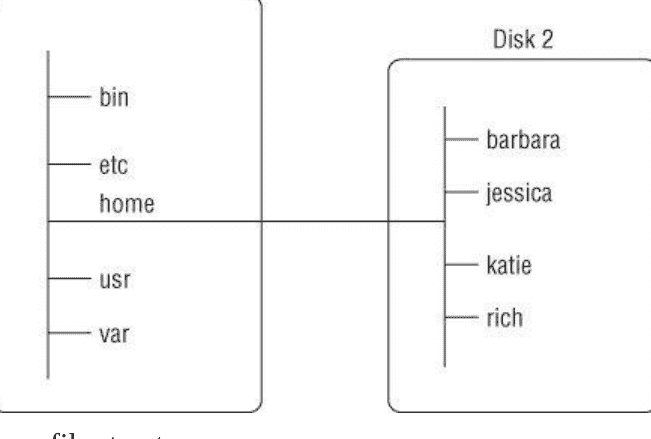 Disk 2
bin
etc
home
usr
var
barbara
jessica
katie
rich